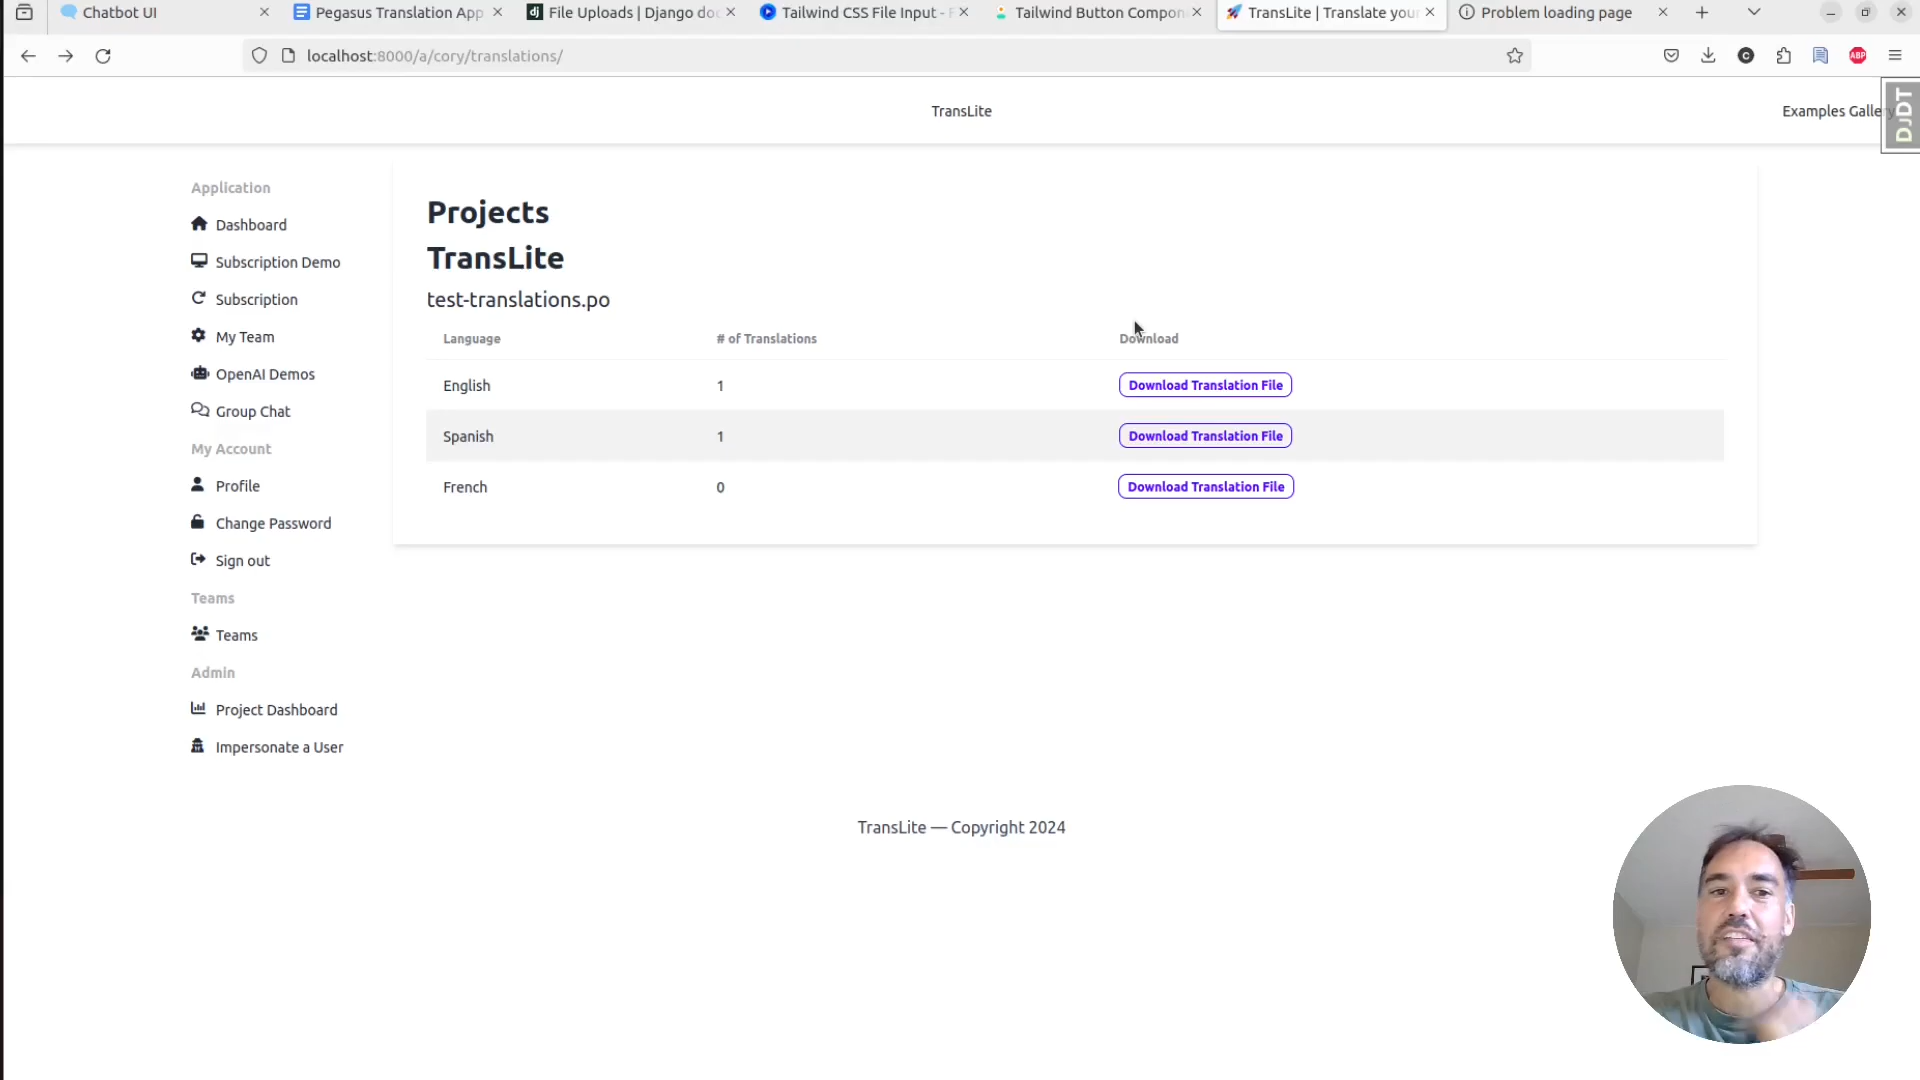 Chatbot UI
Pegasus Translation App
File Uploads | Django do
Tailwind CSS File Input - F
Tailwind Button Compon
TransLite | Translate your
Problem loading page
localhost:8000/a/cory/translations/
C
ABP
TransLite
Examples Galle
DJDT
Application
Dashboard
Subscription Demo
Subscription
My Team
OpenAI Demos
Group Chat
My Account
Profile
Change Password
Sign out
Teams
Teams
Admin
Project Dashboard
Impersonate a User
Projects
TransLite
test-translations.po
Language # of Translations Download
English 1 Download Translation File
Spanish 1 Download Translation File
French 0 Download Translation File
TransLite — Copyright 2024